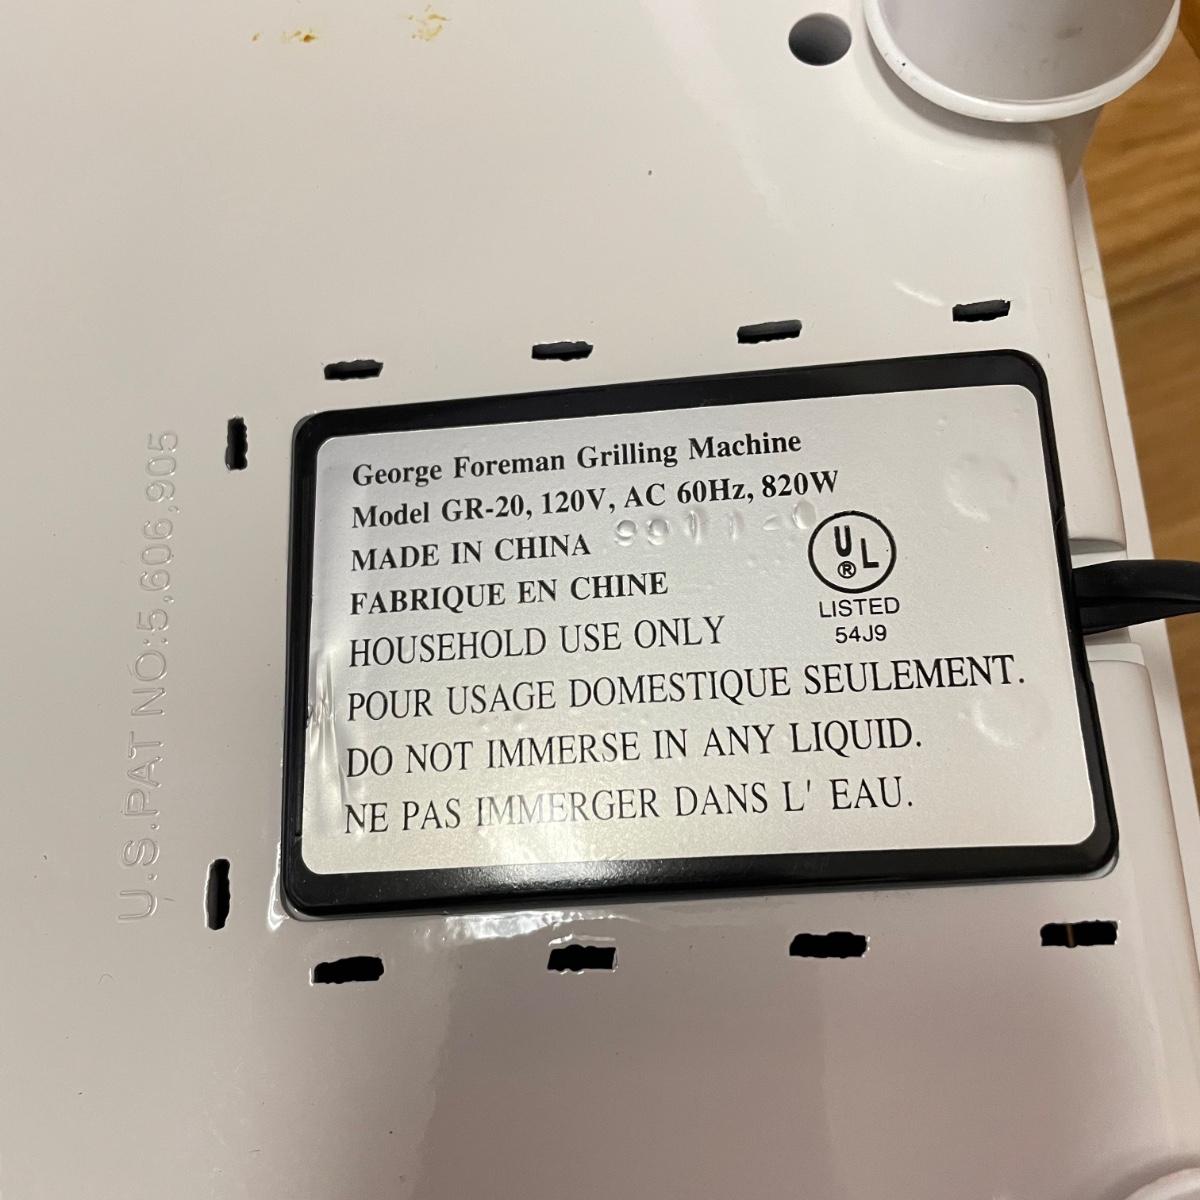 George Foreman Grilling Machine
Model GR-20, 120V, AC 60Hz, 820W
MADE IN CHINA
FABRIQUE EN CHINE
HOUSEHOLD USE ONLY
POUR USAGE DOMESTIQUE SEULEMENT.
DO NOT IMMERSE IN ANY LIQUID.
NE PAS IMMERGER DANS L' EAU.
UL
®
LISTED
54J9
U.S.PAT NO:5,606,905